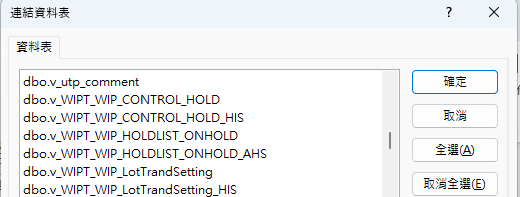 連結資料表
?
資料表
dbo.v_utp_comment
dbo.v_WIPT_WIP_CONTROL_HOLD
dbo.v_WIPT_WIP_CONTROL_HOLD_HIS
dbo.v_WIPT_WIP_HOLDLIST_ONHOLD
dbo.v_WIPT_WIP_HOLDLIST_ONHOLD_AHS
dbo.v_WIPT_WIP_LotTrandSetting
dbo.v_WIPT_WIP_LotTrandSetting_HIS
確定
取消
全選(A)
取消全選(E)